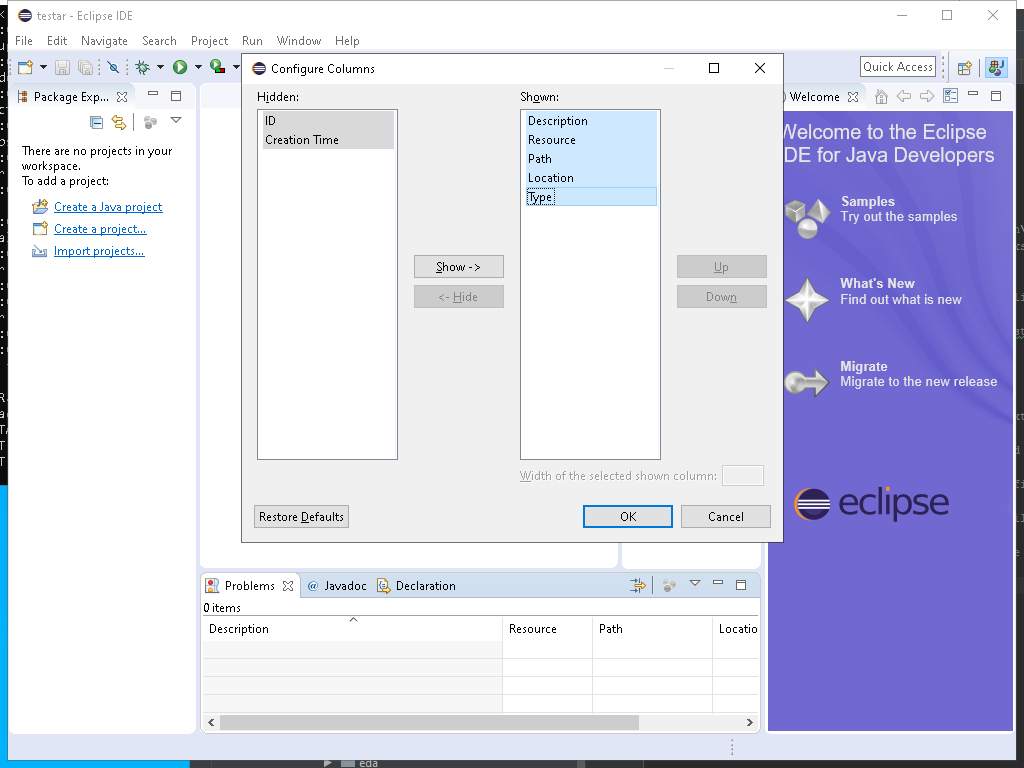 testar - Eclipse IDE
File Edit Navigate Search Project Run Window Help
Quick Access
Package Exp...
There are no projects in your
workspace.
To add a project:
Create a Java project
Create a project...
Import projects...
Configure Columns
Hidden:
ID
Creation Time
Shown:
Description
Resource
Path
Location
Type
Show ->
<- Hide
Up
Down
Width of the selected shown column:
Restore Defaults
OK
Cancel
Welcome
Welcome to the Eclipse
IDE for Java Developers
Samples
Try out the samples
What's New
Find out what is new
Migrate
Migrate to the new release
eclipse
Problems
Javadoc
Declaration
0 items
Description Resource Path Locatio
eda